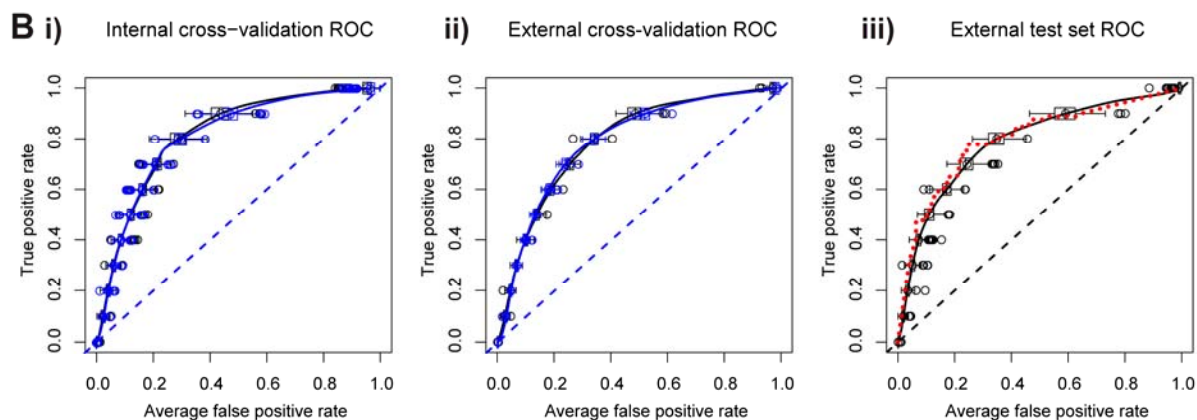 B i) Internal cross-validation ROC
ii) External cross-validation ROC
iii) External test set ROC
True positive rate
1.0
0.8
0.6
0.4
0.2
0.0
0.0 0.2 0.4 0.6 0.8 1.0
Average false positive rate
True positive rate
1.0
0.8
0.6
0.4
0.2
0.0
0.0 0.2 0.4 0.6 0.8 1.0
Average false positive rate
True positive rate
1.0
0.8
0.6
0.4
0.2
0.0
0.0 0.2 0.4 0.6 0.8 1.0
Average false positive rate